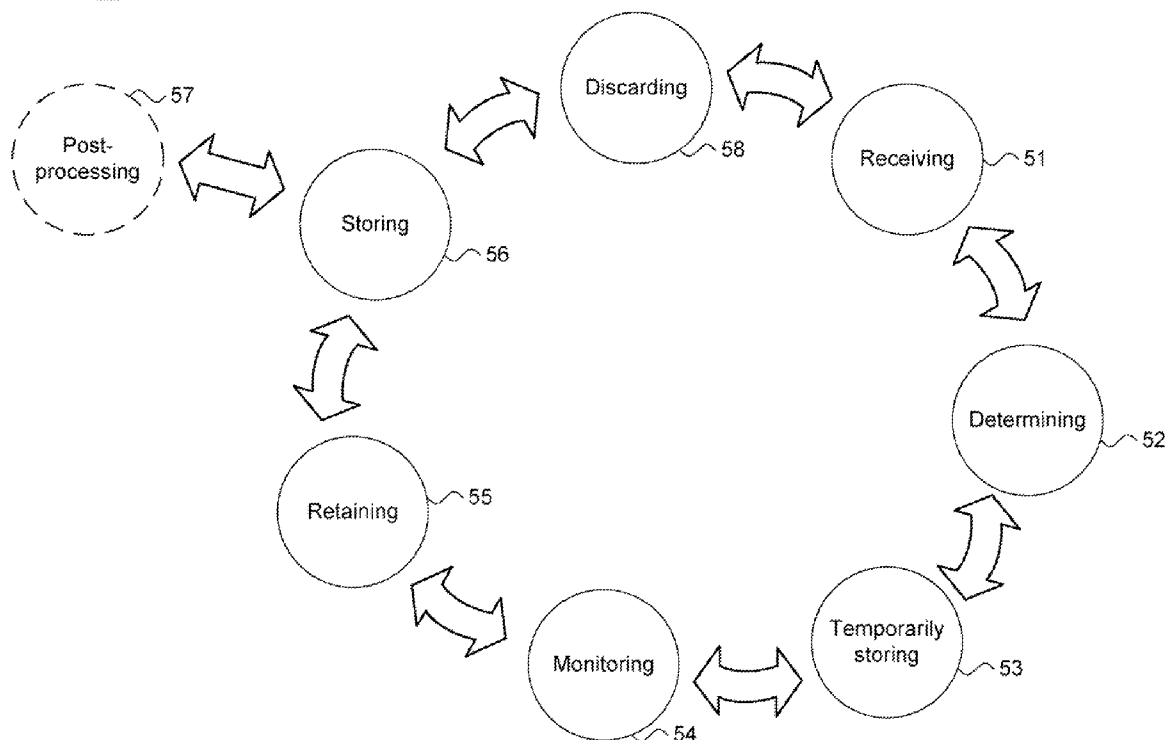 Discarding
58
57
Post-
processing
Receiving
51
Storing
56
Determining
52
Retaining
55
Temporarily
storing
53
Monitoring
54